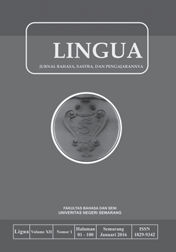 LINGUA
JURNAL BAHASA, SASTRA, DAN PENGAJARANNYA
FAKULTAS BAHASA DAN SENI
UNIVERSITAS NEGERI SEMARANG
Ligua Volume XII Nomor 1 Halaman 01 - 100 Semarang Januari 2016 ISSN 1829-9342